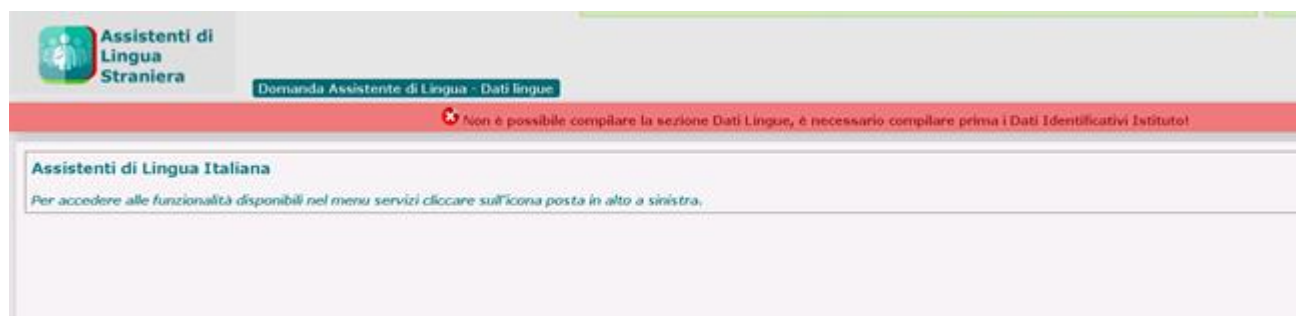 Assistenti di
Lingua
Straniera
Domanda Assistente di Lingua - Dati lingue
Non è possibile compilare la sezione Dati Lingue, è necessario compilare prima i Dati Identificativi Istituto!
Assistenti di Lingua Italiana
Per accedere alle funzionalità disponibili nel menu servizi cliccare sull'icona posta in alto a sinistra.